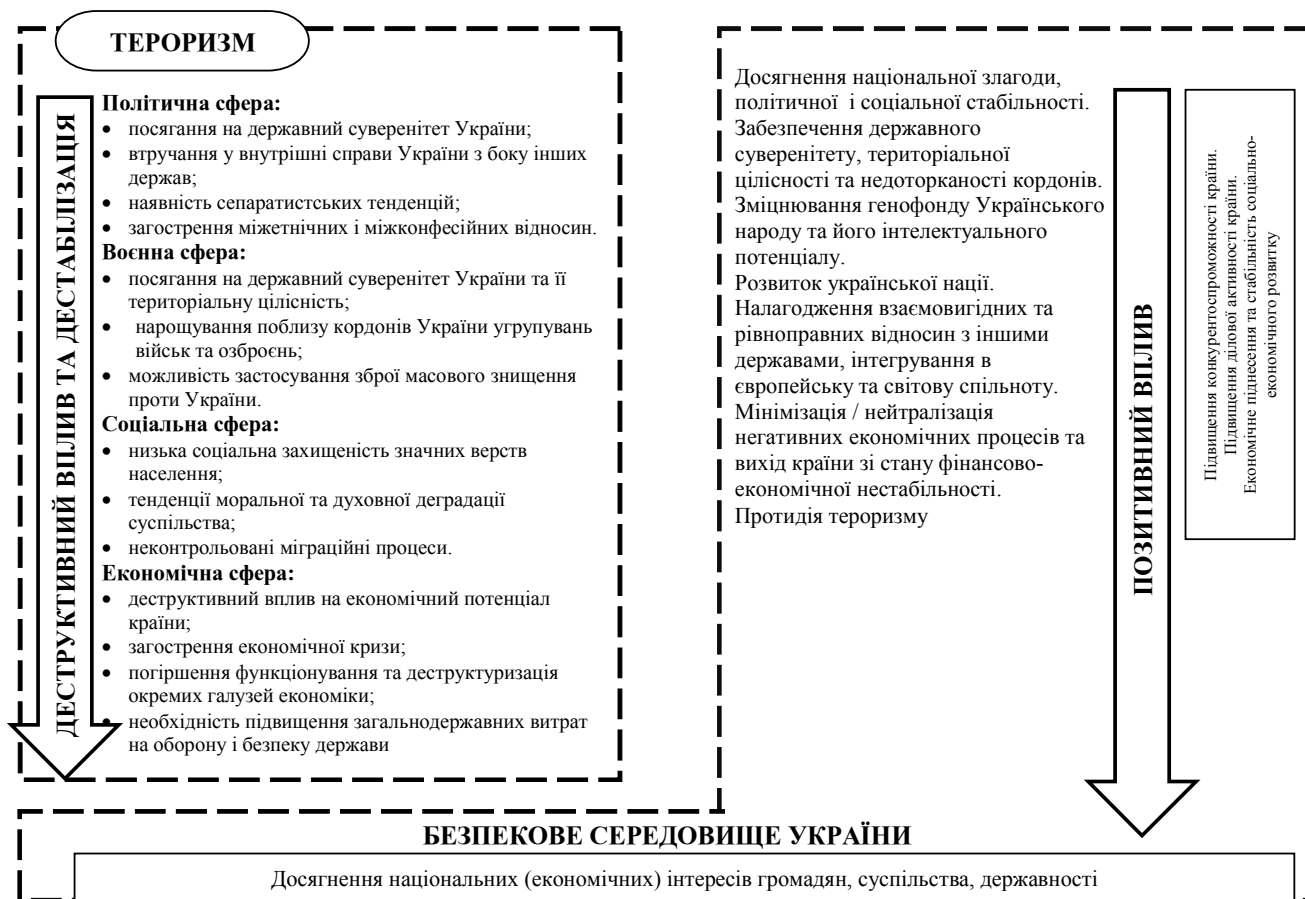 ТЕРОРИЗМ
ДЕСТРУКТИВНИЙ ВПЛИВ ТА ДЕСТАБІЛІЗАЦІЯ
Політична сфера:
• посягання на державний суверенітет України;
• втручання у внутрішні справи України з боку інших
держав;
• наявність сепаратистських тенденцій;
• загострення міжетнічних і міжконфесійних відносин.
Воєнна сфера:
• посягання на державний суверенітет України та її
територіальну цілісність;
• нарощування поблизу кордонів України угрупувань
військ та озброєнь;
• можливість застосування зброї масового знищення
проти України.
Соціальна сфера:
• низька соціальна захищеність значних верств
населення;
• тенденції моральної та духовної деградації
суспільства;
• неконтрольовані міграційні процеси.
Економічна сфера:
• деструктивний вплив на економічний потенціал
країни;
• загострення економічної кризи;
• погіршення функціонування та деструктуризація
окремих галузей економіки;
• необхідність підвищення загальнодержавних витрат
на оборону і безпеку держави
Досягнення національної злагоди,
політичної і соціальної стабільності.
Забезпечення державного
суверенітету, територіальної
цілісності та недоторканості кордонів.
Зміцнювання генофонду Українського
народу та його інтелектуального
потенціалу.
Розвиток української нації.
Налагодження взаємовигідних та
рівноправних відносин з іншими
державами, інтегрування в
європейську та світову спільноту.
Мінімізація / нейтралізація
негативних економічних процесів та
вихід країни зі стану фінансово-
економічної нестабільності.
Протидія тероризму
ПОЗИТИВНИЙ ВПЛИВ
Підвищення конкурентоспроможності країни.
Підвищення ділової активності країни.
Економічне піднесення та стабільність соціально-
економічного розвитку
БЕЗПЕКОВЕ СЕРЕДОВИЩЕ УКРАЇНИ
Досягнення національних (економічних) інтересів громадян, суспільства, державності